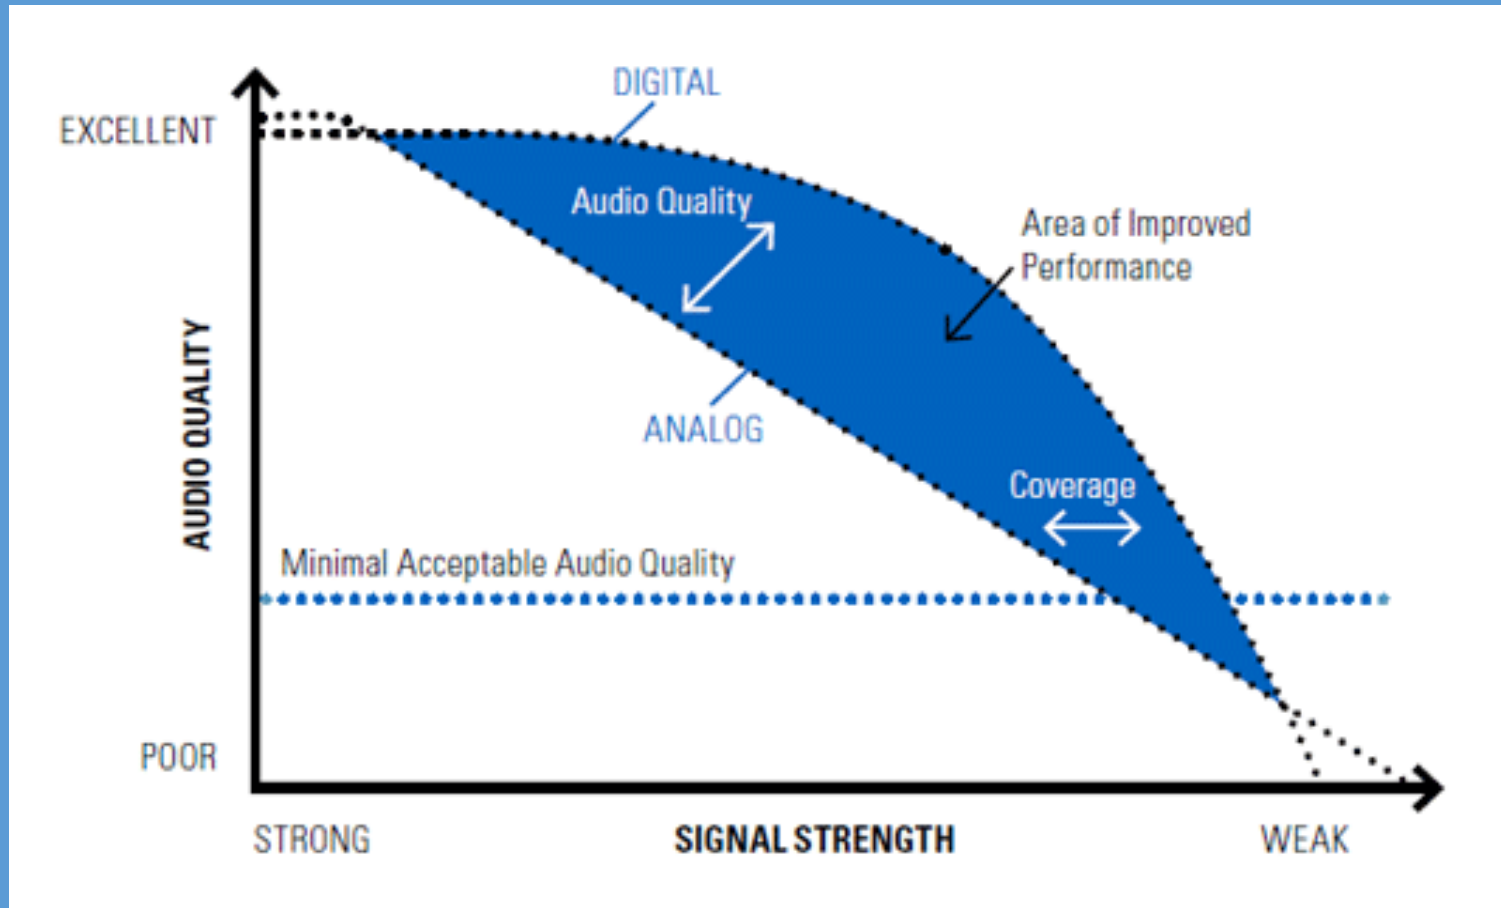 DIGITAL
EXCELLENT
Audio Quality
Area of Improved
Performance
AUDIO QUALITY
ANALOG
Coverage
Minimal Acceptable Audio Quality
POOR
STRONG
SIGNAL STRENGTH
WEAK